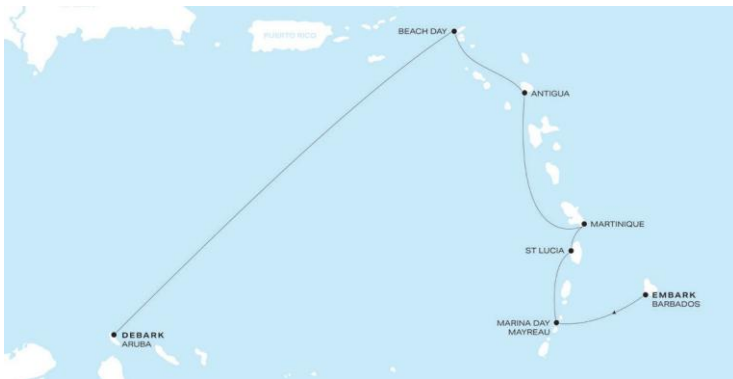 PUERTO RICO
BEACH DAY
ANTIGUA
MARTINIQUE
ST LUCIA
EMBARK
BARBADOS
MARINA DAY
MAYREAU
DEBARK
ARUBA